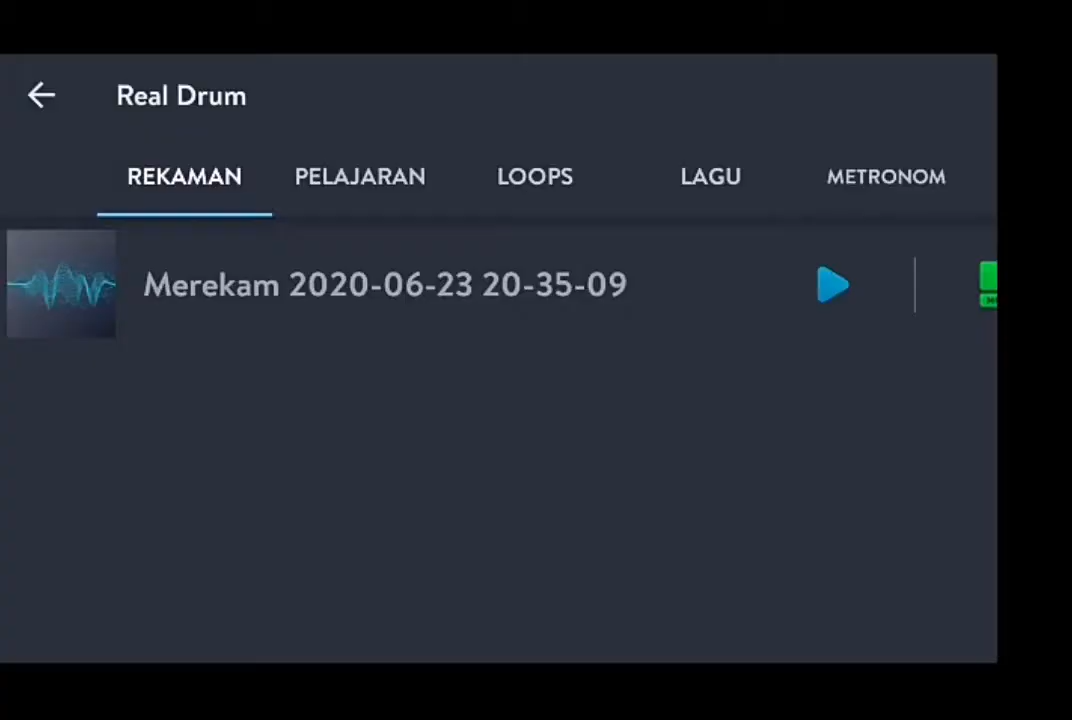 Real Drum
REKAMAN PELAJARAN LOOPS LAGU METRONOM
Merekam 2020-06-23 20-35-09